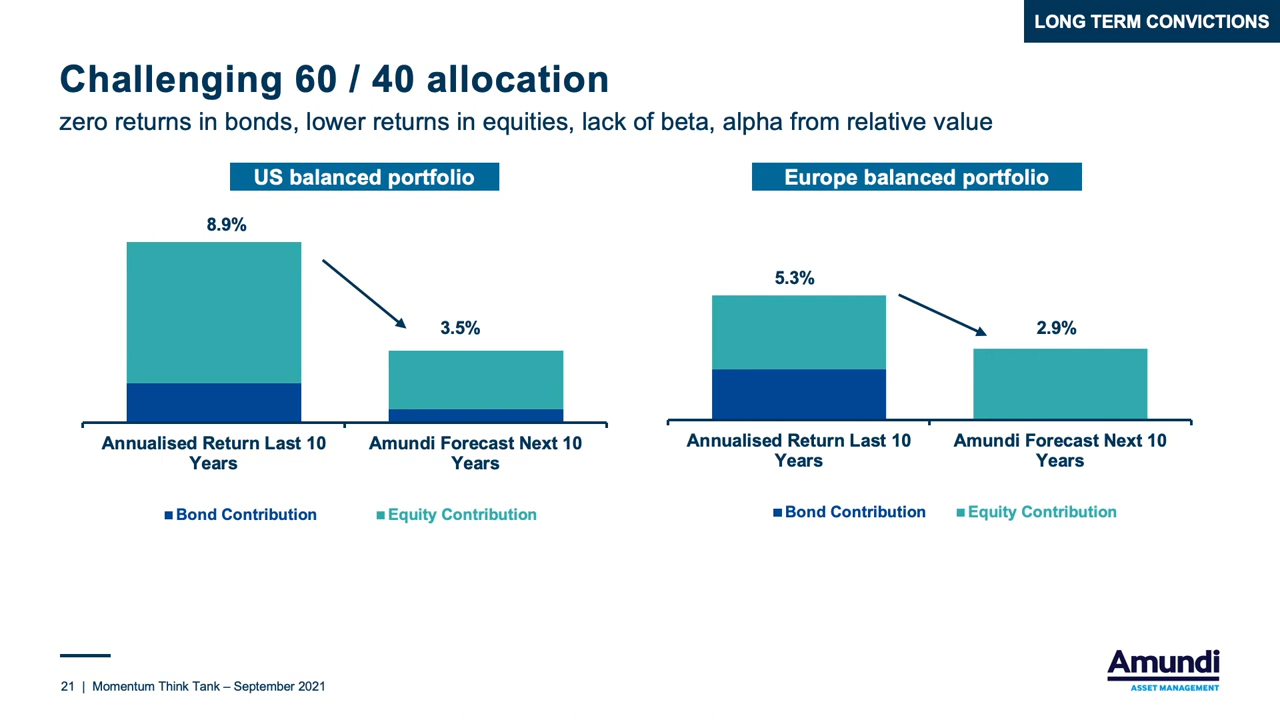 LONG TERM CONVICTIONS
Challenging 60 / 40 allocation
zero returns in bonds, lower returns in equities, lack of beta, alpha from relative value
US balanced portfolio
8.9%
3.5%
Annualised Return Last 10
Years
Amundi Forecast Next 10
Years
Bond Contribution
Equity Contribution
Europe balanced portfolio
5.3%
2.9%
Annualised Return Last 10
Years
Amundi Forecast Next 10
Years
Bond Contribution
Equity Contribution
21 | Momentum Think Tank – September 2021
Amundi
ASSET MANAGEMENT